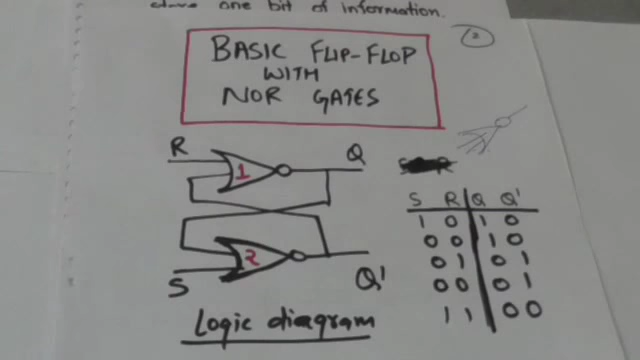 one bit of information.
2
BASIC FLIP-FLOP
WITH
NOR GATES
R
1
Q
2
S
Q'
Logic diagram
S R Q Q'
1 0 1 0
0 0 1 0
0 1 0 1
0 0 0 1
1 1 0 0